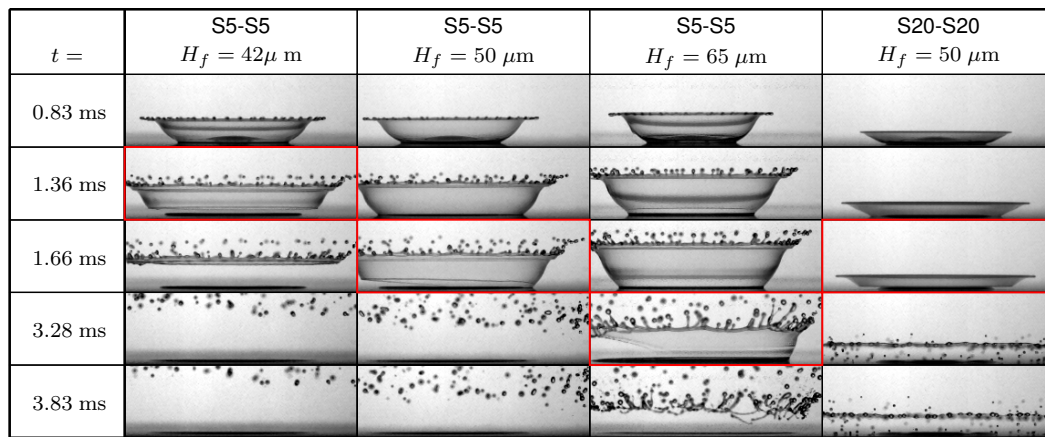 S5-S5 S5-S5 S5-S5 S20-S20
t = H_f = 42μ m H_f = 50 μm H_f = 65 μm H_f = 50 μm
0.83 ms
1.36 ms
1.66 ms
3.28 ms
3.83 ms